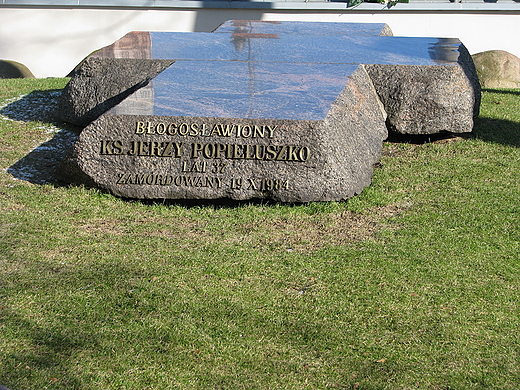 BŁOGOSŁAWIONY
KS. JERZY POPIEŁUSZKO
LAT 37
ZAMORDOWANY 19.X.1984